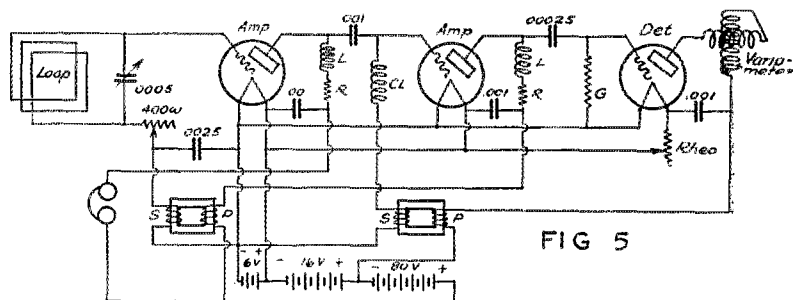 Amp
.001
Amp
.00025
Det
Loop
.0005
400ω
.0025
.00
L
R
CL
.001
L
R
G
.001
Vario-
meter
Rheo
S
P
S
P
- +
6V
- 16V +
- 80V +
FIG 5